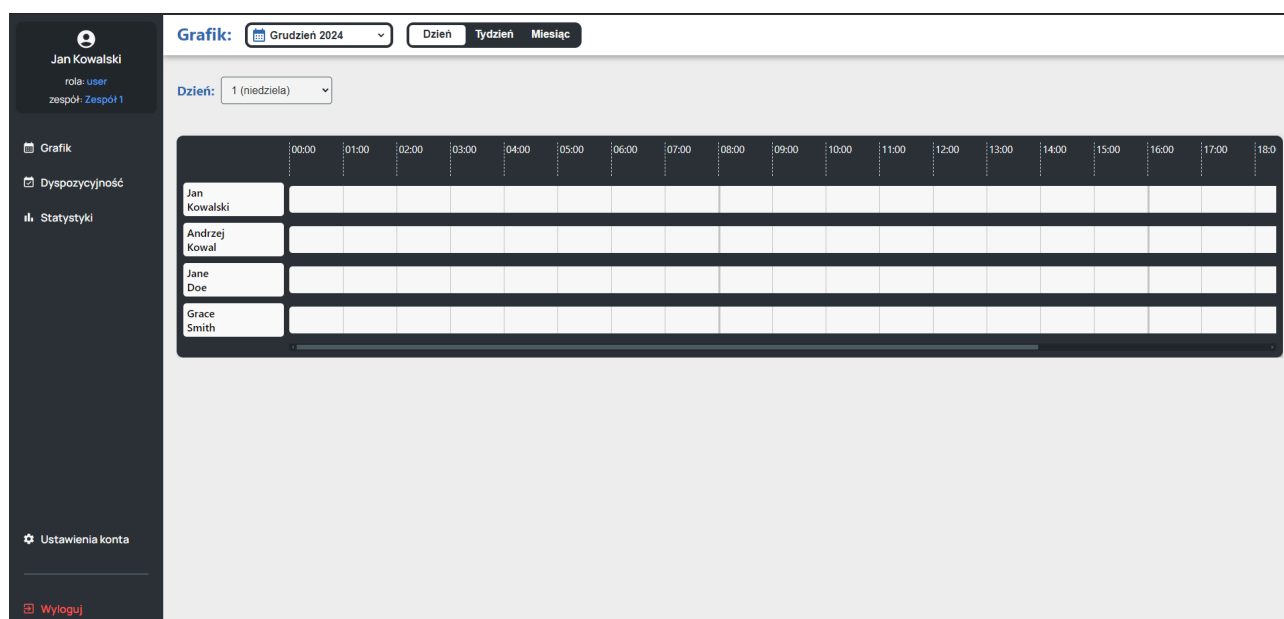 Jan Kowalski
rola: user
zespół: Zespół 1
Grafik
Dyspozycyjność
Statystyki
Ustawienia konta
Wyloguj
Grafik: Grudzień 2024 Dzień Tydzień Miesiąc
Dzień: 1 (niedziela)
00:00 01:00 02:00 03:00 04:00 05:00 06:00 07:00 08:00 09:00 10:00 11:00 12:00 13:00 14:00 15:00 16:00 17:00 18:0
Jan
Kowalski
Andrzej
Kowal
Jane
Doe
Grace
Smith